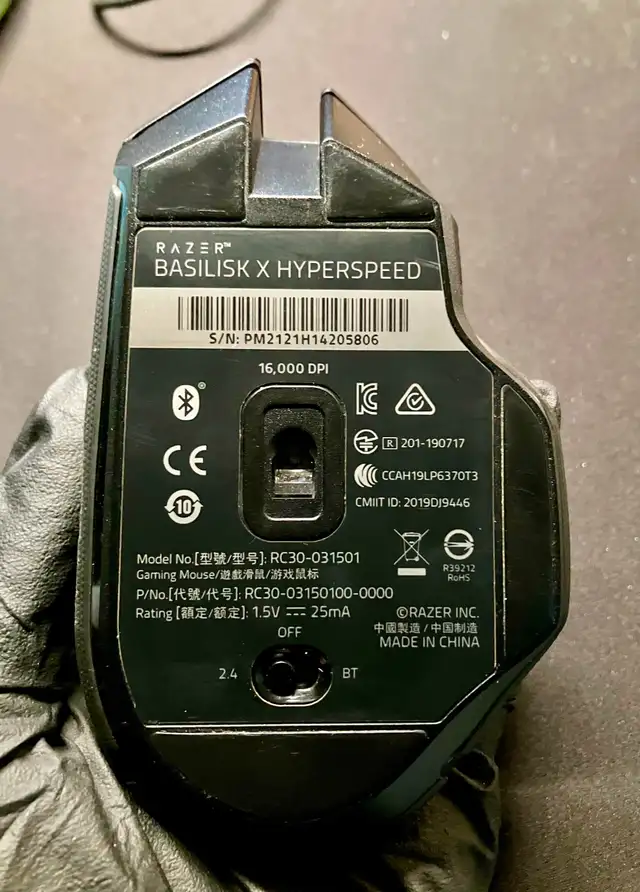 RAZER™
BASILISK X HYPERSPEED
S/N: PM2121H14205806
16,000 DPI
R 201-190717
CCAH19LP6370T3
CMIIT ID: 2019DJ9446
10
Model No.[型號/型号]: RC30-031501
Gaming Mouse/遊戲滑鼠/游戏鼠标
P/No.[代號/代号]: RC30-03150100-0000
Rating [額定/额定]: 1.5V ⎓ 25mA
R39212
RoHS
©RAZER INC.
中國製造 / 中国制造
MADE IN CHINA
OFF
2.4
BT